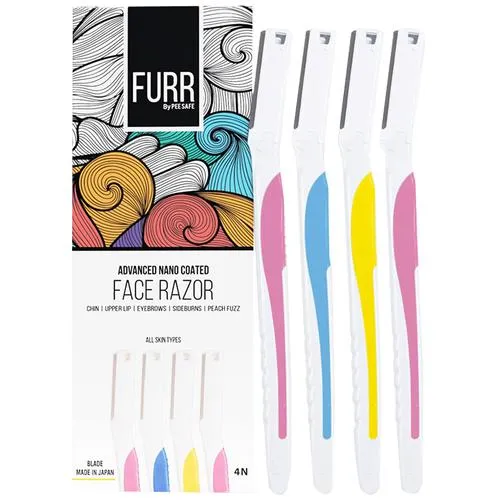 FURR
By PEE SAFE
ADVANCED NANO COATED
FACE RAZOR
CHIN | UPPER LIP | EYEBROWS | SIDEBURNS | PEACH FUZZ
ALL SKIN TYPES
BLADE
MADE IN JAPAN
4N